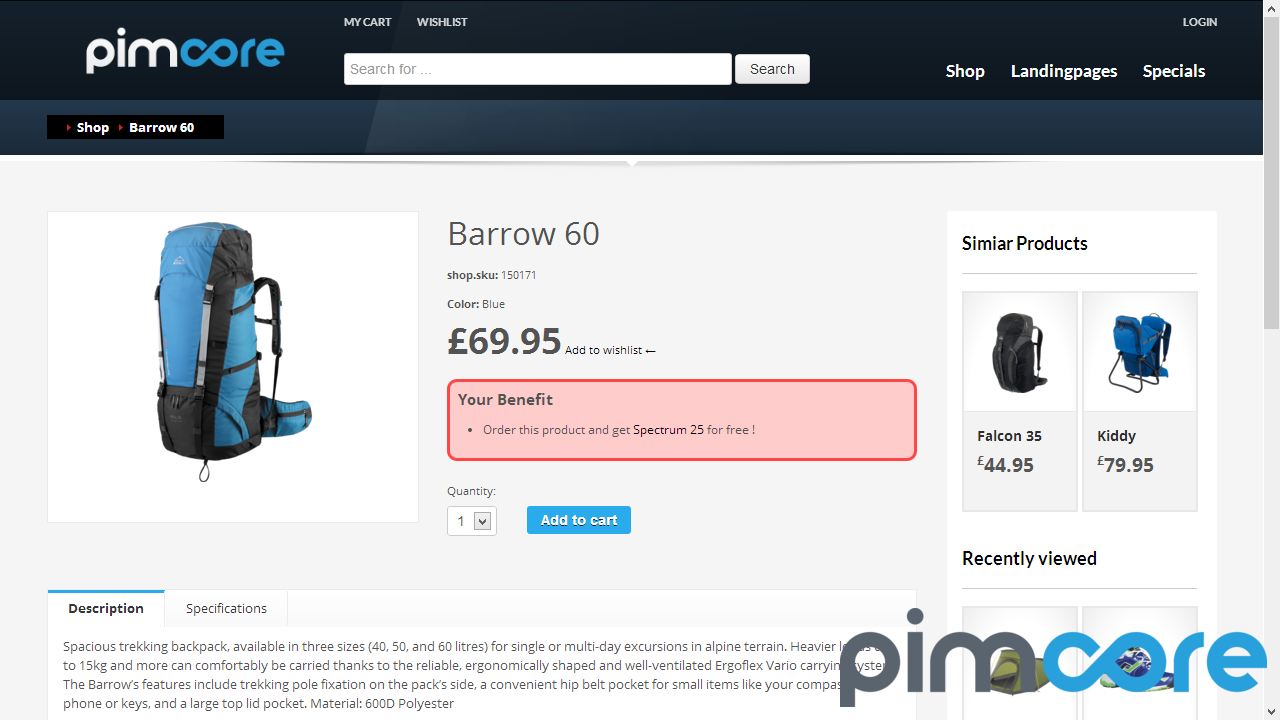 MY CART WISHLIST LOGIN
pimcore
Search for ... Search
Shop Landingpages Specials
Shop Barrow 60
Barrow 60
shop.sku: 150171
Color: Blue
£69.95 Add to wishlist ←
Your Benefit
• Order this product and get Spectrum 25 for free !
Quantity:
1 Add to cart
Simiar Products
Falcon 35
£44.95
Kiddy
£79.95
Recently viewed
Description Specifications
Spacious trekking backpack, available in three sizes (40, 50, and 60 litres) for single or multi-day excursions in alpine terrain. Heavier
to 15kg and more can comfortably be carried thanks to the reliable, ergonomically shaped and well-ventilated Ergoflex Vario carrying
The Barrow's features include trekking pole fixation on the pack's side, a convenient hip belt pocket for small items like your
phone or keys, and a large top lid pocket. Material: 600D Polyester
pimcore